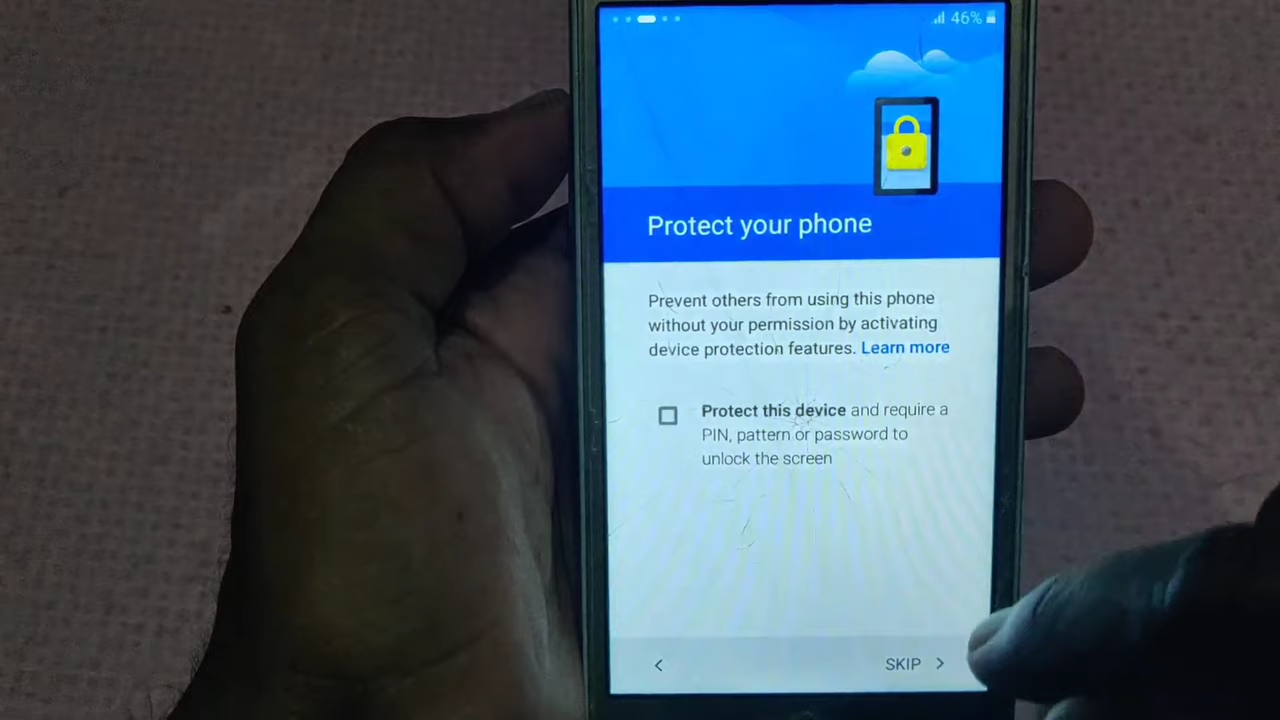 46%
Protect your phone
Prevent others from using this phone
without your permission by activating
device protection features. Learn more
Protect this device and require a
PIN, pattern or password to
unlock the screen
SKIP